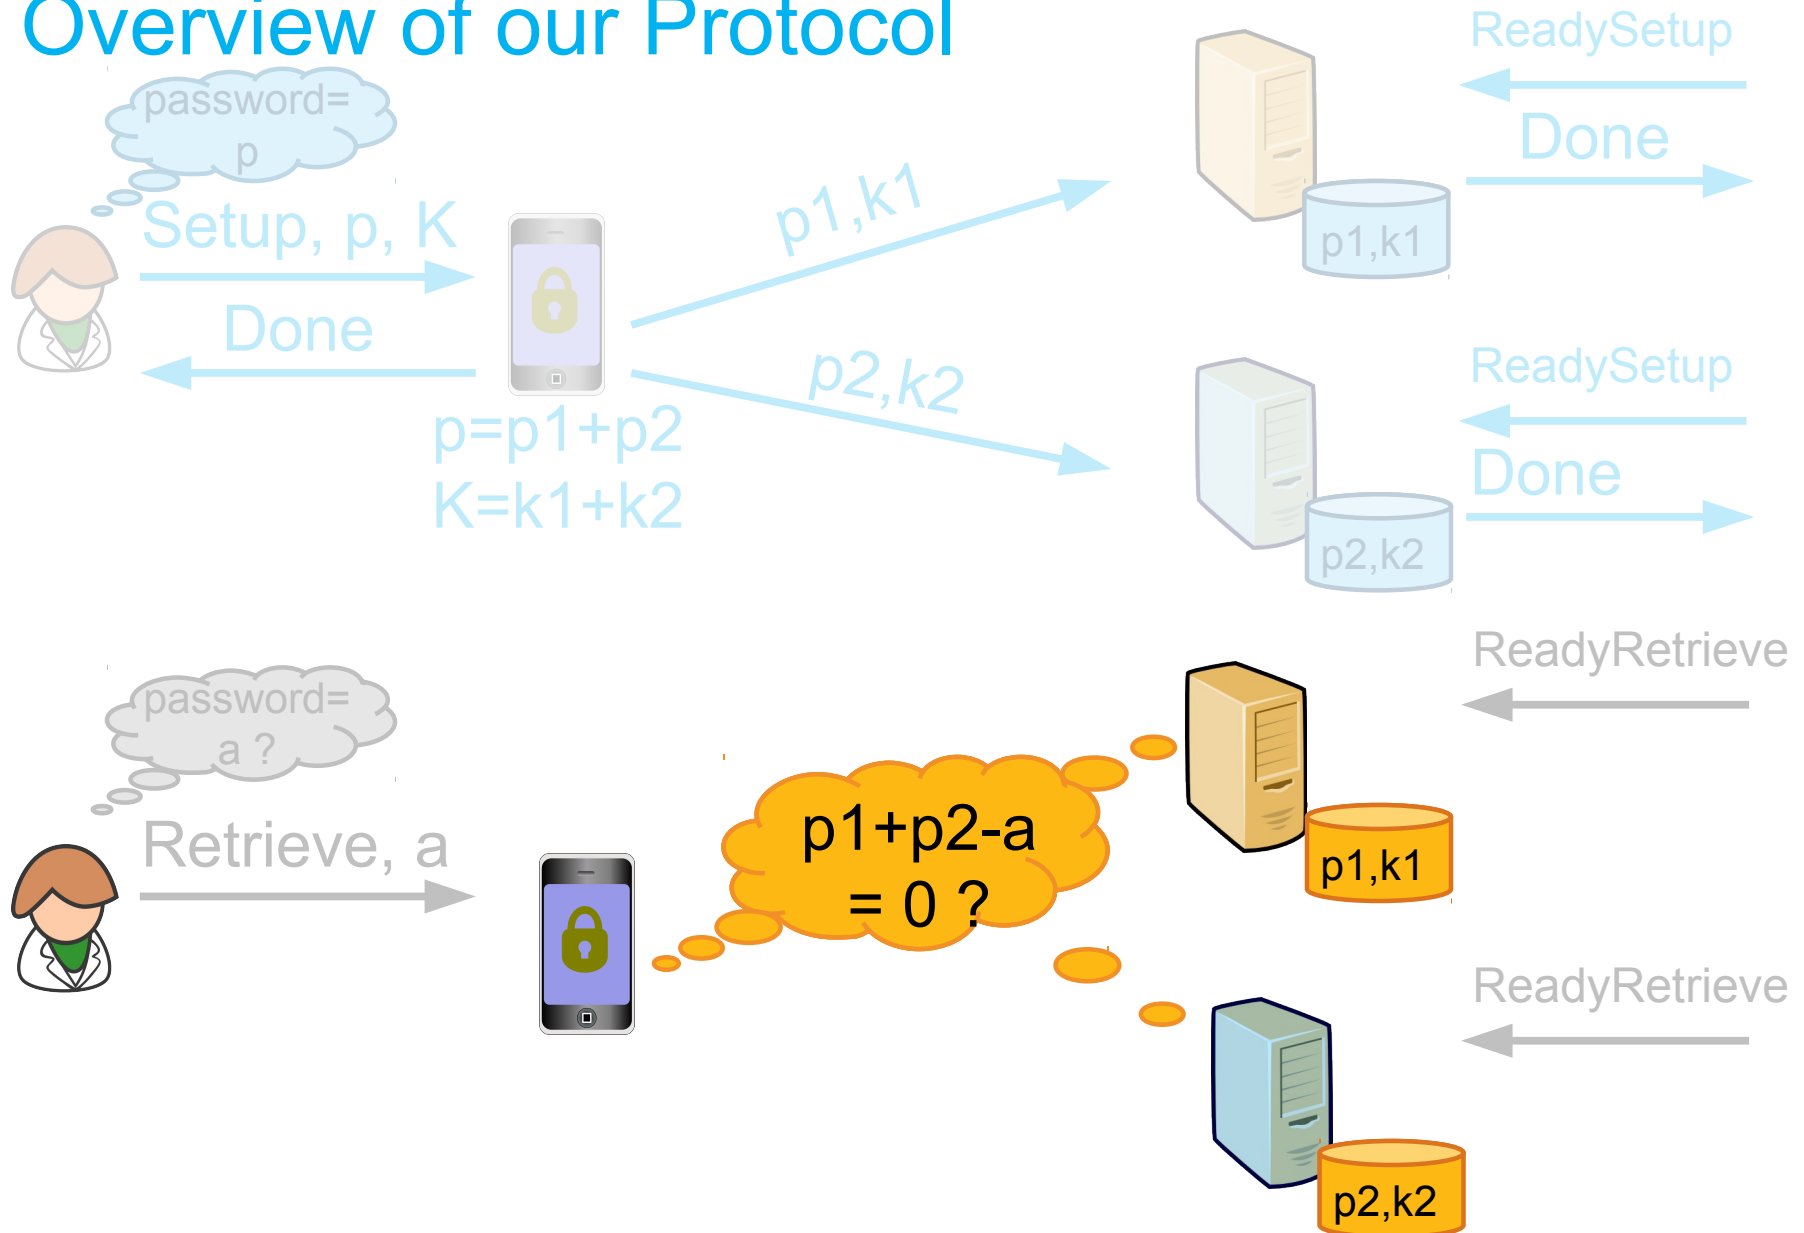 Overview of our Protocol
password=
p
Setup, p, K
Done
p=p1+p2
K=k1+k2
p1,k1
p2,k2
p1,k1
ReadySetup
Done
p2,k2
ReadySetup
Done
password=
a ?
Retrieve, a
p1+p2-a
= 0 ?
p1,k1
ReadyRetrieve
p2,k2
ReadyRetrieve